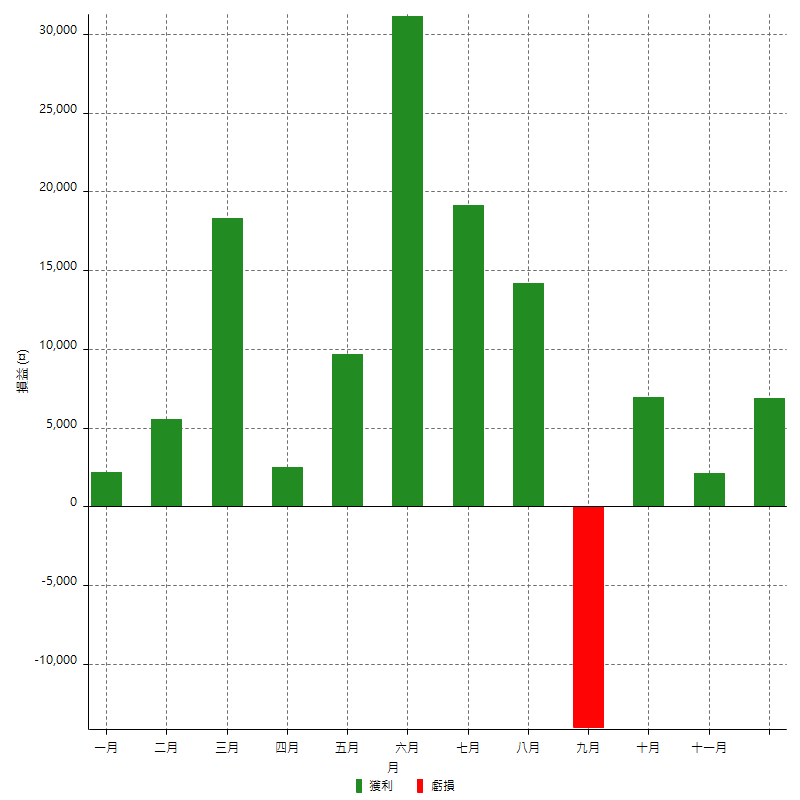 30,000
25,000
20,000
15,000
10,000
5,000
0
-5,000
-10,000
損益 (¤)
一月
二月
三月
四月
五月
六月
七月
八月
九月
十月
十一月
月
獲利
虧損